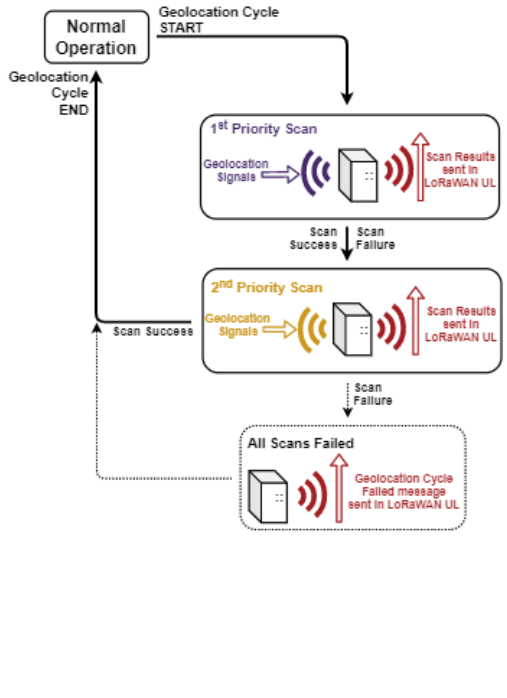 Normal
Operation
Geolocation Cycle
START
Geolocation
Cycle
END
1st Priority Scan
Geolocation
Signals
Scan Results
sent in
LoRaWAN UL
Scan
Success
Scan
Failure
2nd Priority Scan
Geolocation
Signals
Scan Results
sent in
LoRaWAN UL
Scan Success
Scan
Failure
All Scans Failed
Geolocation Cycle
Failed message
sent in LoRaWAN UL